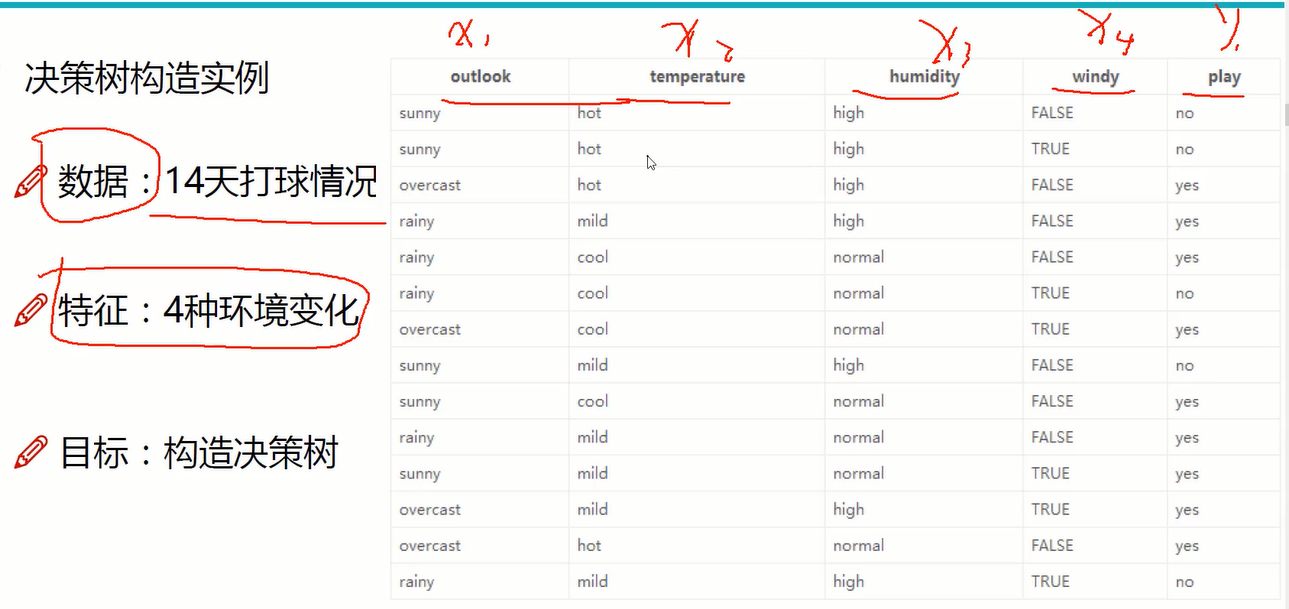 x₁ x₂ x₃ x₄ y
决策树构造实例
数据：14天打球情况
特征：4种环境变化
目标：构造决策树
outlook temperature humidity windy play
sunny hot high FALSE no
sunny hot high TRUE no
overcast hot high FALSE yes
rainy mild high FALSE yes
rainy cool normal FALSE yes
rainy cool normal TRUE no
overcast cool normal TRUE yes
sunny mild high FALSE no
sunny cool normal FALSE yes
rainy mild normal FALSE yes
sunny mild normal TRUE yes
overcast mild high TRUE yes
overcast hot normal FALSE yes
rainy mild high TRUE no